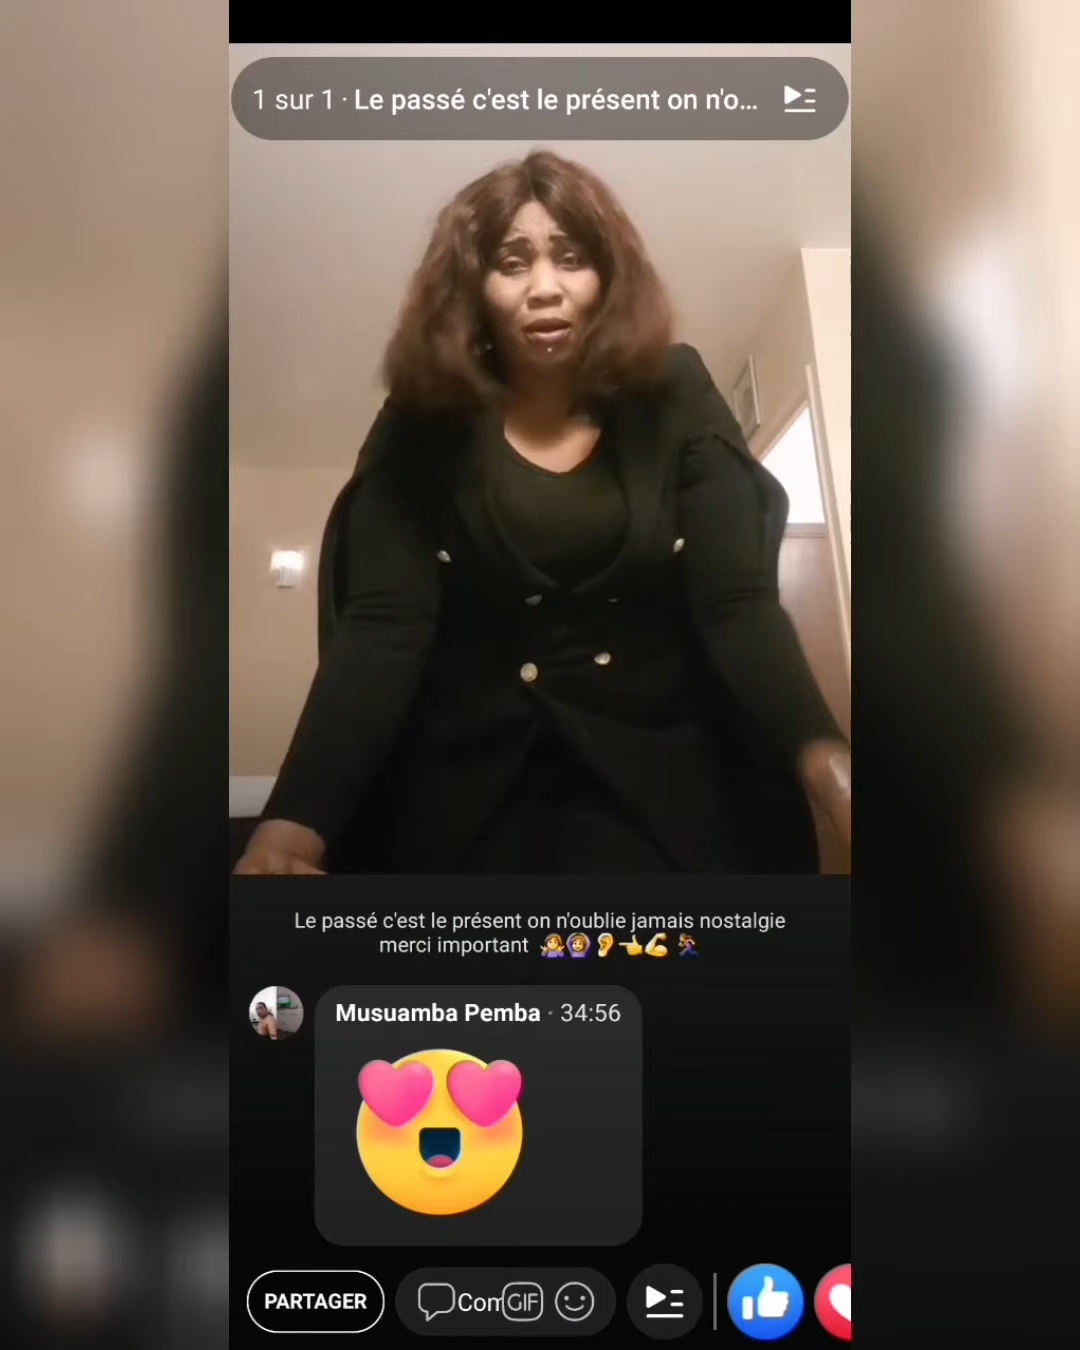 1 sur 1 · Le passé c'est le présent on n'o...
Le passé c'est le présent on n'oublie jamais nostalgie
merci important 🤷‍♀️🙆‍♀️👂👈💪🏃‍♀️
Musuamba Pemba · 34:56
PARTAGER
Com
GIF